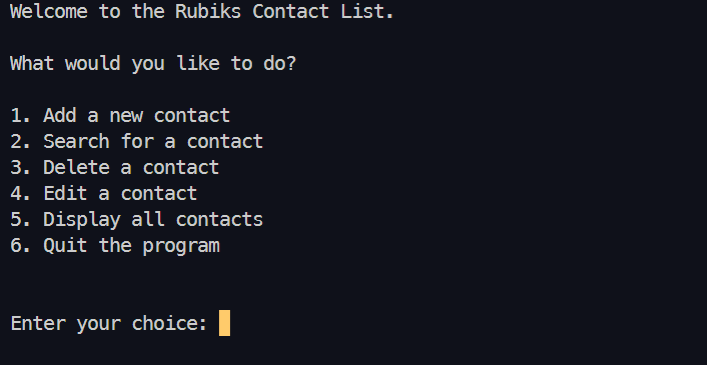 Welcome to the Rubiks Contact List.
What would you like to do?
1. Add a new contact
2. Search for a contact
3. Delete a contact
4. Edit a contact
5. Display all contacts
6. Quit the program
Enter your choice: